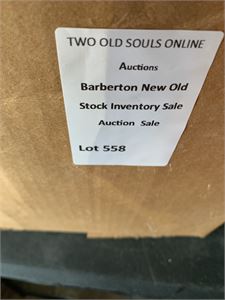 TWO OLD SOULS ONLINE
Auctions
Barberton New Old
Stock Inventory Sale
Auction Sale
Lot 558